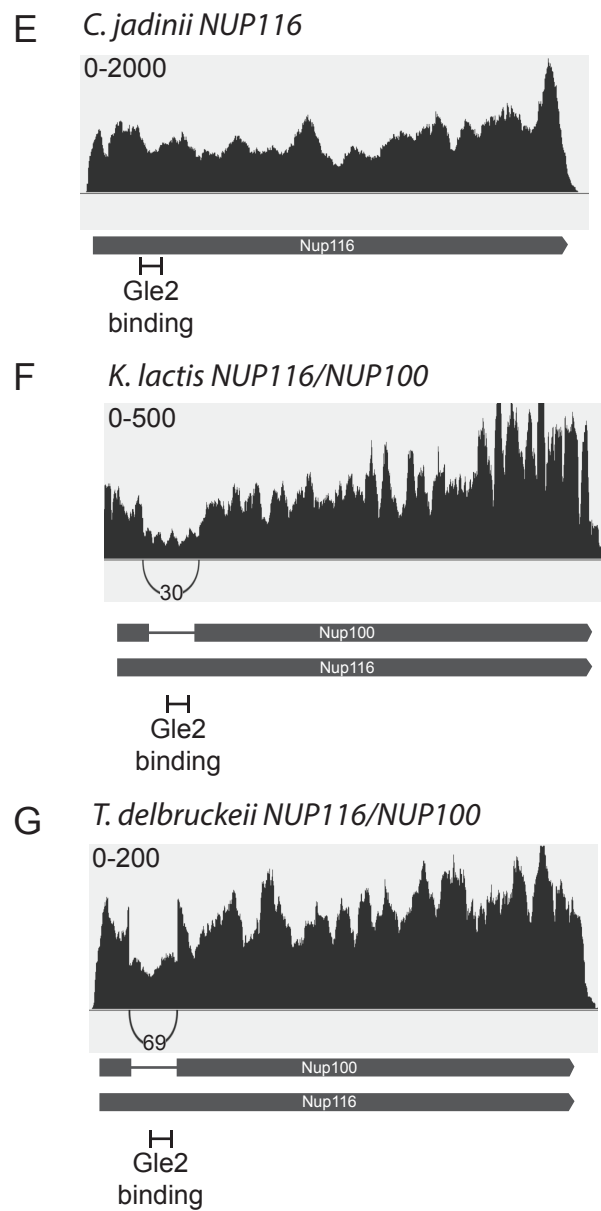 E C. jadinii NUP116
0-2000
Nup116
Gle2
binding
F K. lactis NUP116/NUP100
0-500
30
Nup100
Nup116
Gle2
binding
G T. delbruckeii NUP116/NUP100
0-200
69
Nup100
Nup116
Gle2
binding